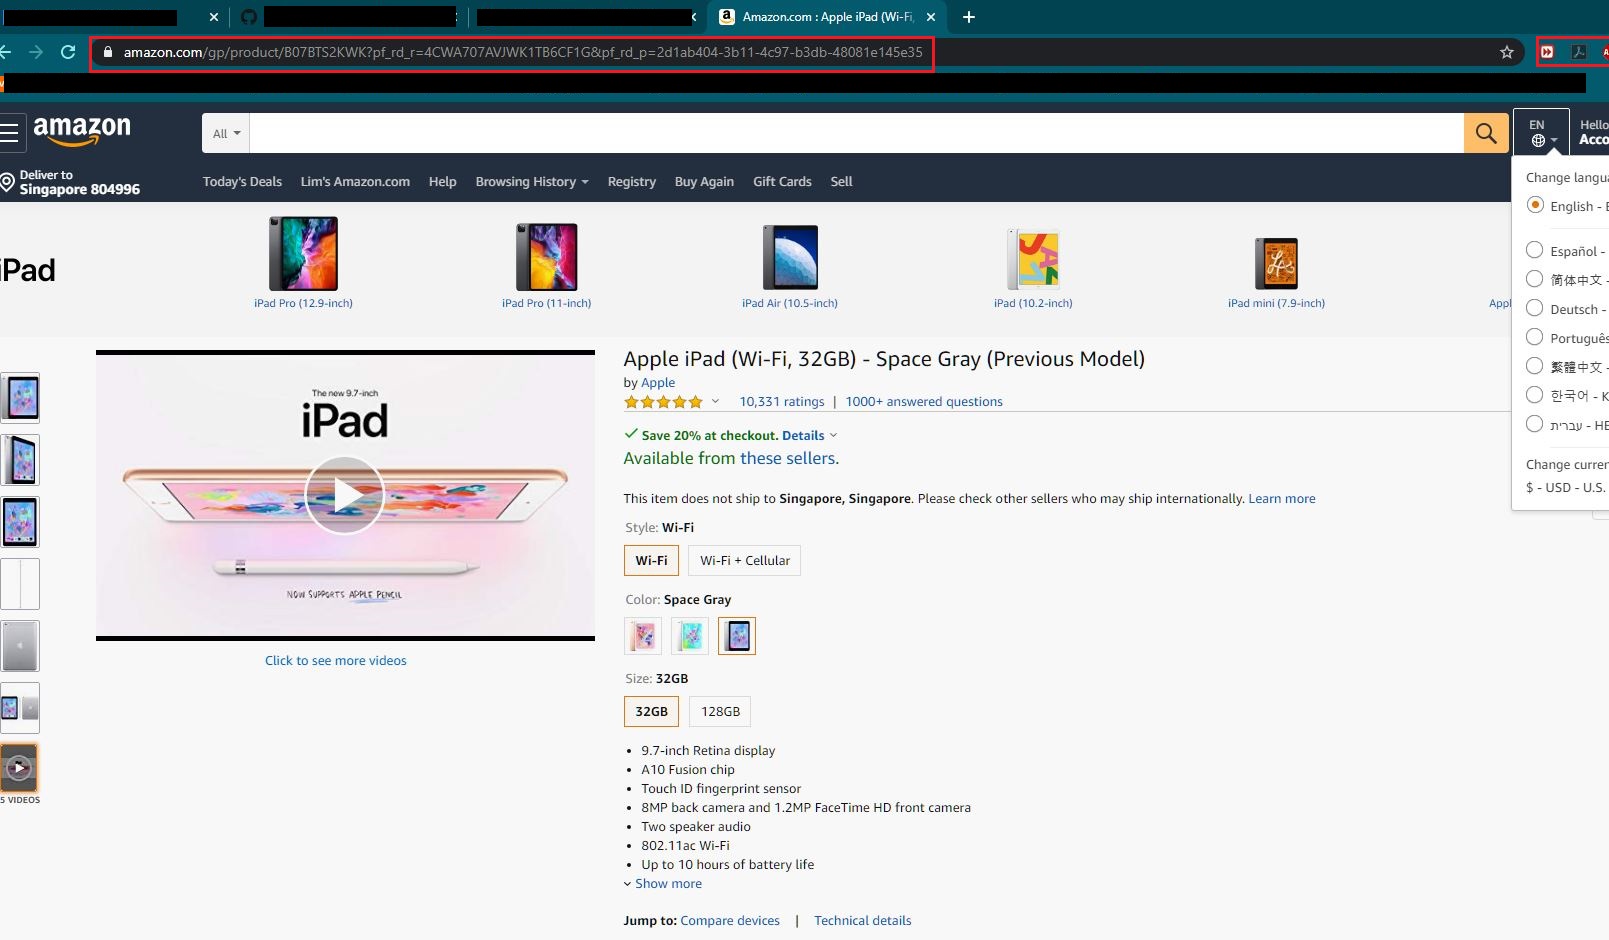 Amazon.com : Apple iPad (Wi-Fi,
amazon.com/gp/product/B07BTS2KWK?pf_rd_r=4CWA707AVJWK1TB6CF1G&pf_rd_p=2d1ab404-3b11-4c97-b3db-48081e145e35
amazon
All
EN
Hello
Acco
Deliver to
Singapore 804996
Today's Deals
Lim's Amazon.com
Help
Browsing History
Registry
Buy Again
Gift Cards
Sell
Change langua
English - E
Español -
简体中文 -
Deutsch -
Português
繁體中文 -
한국어 - K
עברית - HE
Change curren
$ - USD - U.S.
iPad
iPad Pro (12.9-inch)
iPad Pro (11-inch)
iPad Air (10.5-inch)
iPad (10.2-inch)
iPad mini (7.9-inch)
Appl
The new 9.7-inch
iPad
NOW SUPPORTS APPLE PENCIL
Click to see more videos
5 VIDEOS
Apple iPad (Wi-Fi, 32GB) - Space Gray (Previous Model)
by Apple
10,331 ratings | 1000+ answered questions
Save 20% at checkout. Details
Available from these sellers.
This item does not ship to Singapore, Singapore. Please check other sellers who may ship internationally. Learn more
Style: Wi-Fi
Wi-Fi
Wi-Fi + Cellular
Color: Space Gray
Size: 32GB
32GB
128GB
• 9.7-inch Retina display
• A10 Fusion chip
• Touch ID fingerprint sensor
• 8MP back camera and 1.2MP FaceTime HD front camera
• Two speaker audio
• 802.11ac Wi-Fi
• Up to 10 hours of battery life
Show more
Jump to: Compare devices | Technical details